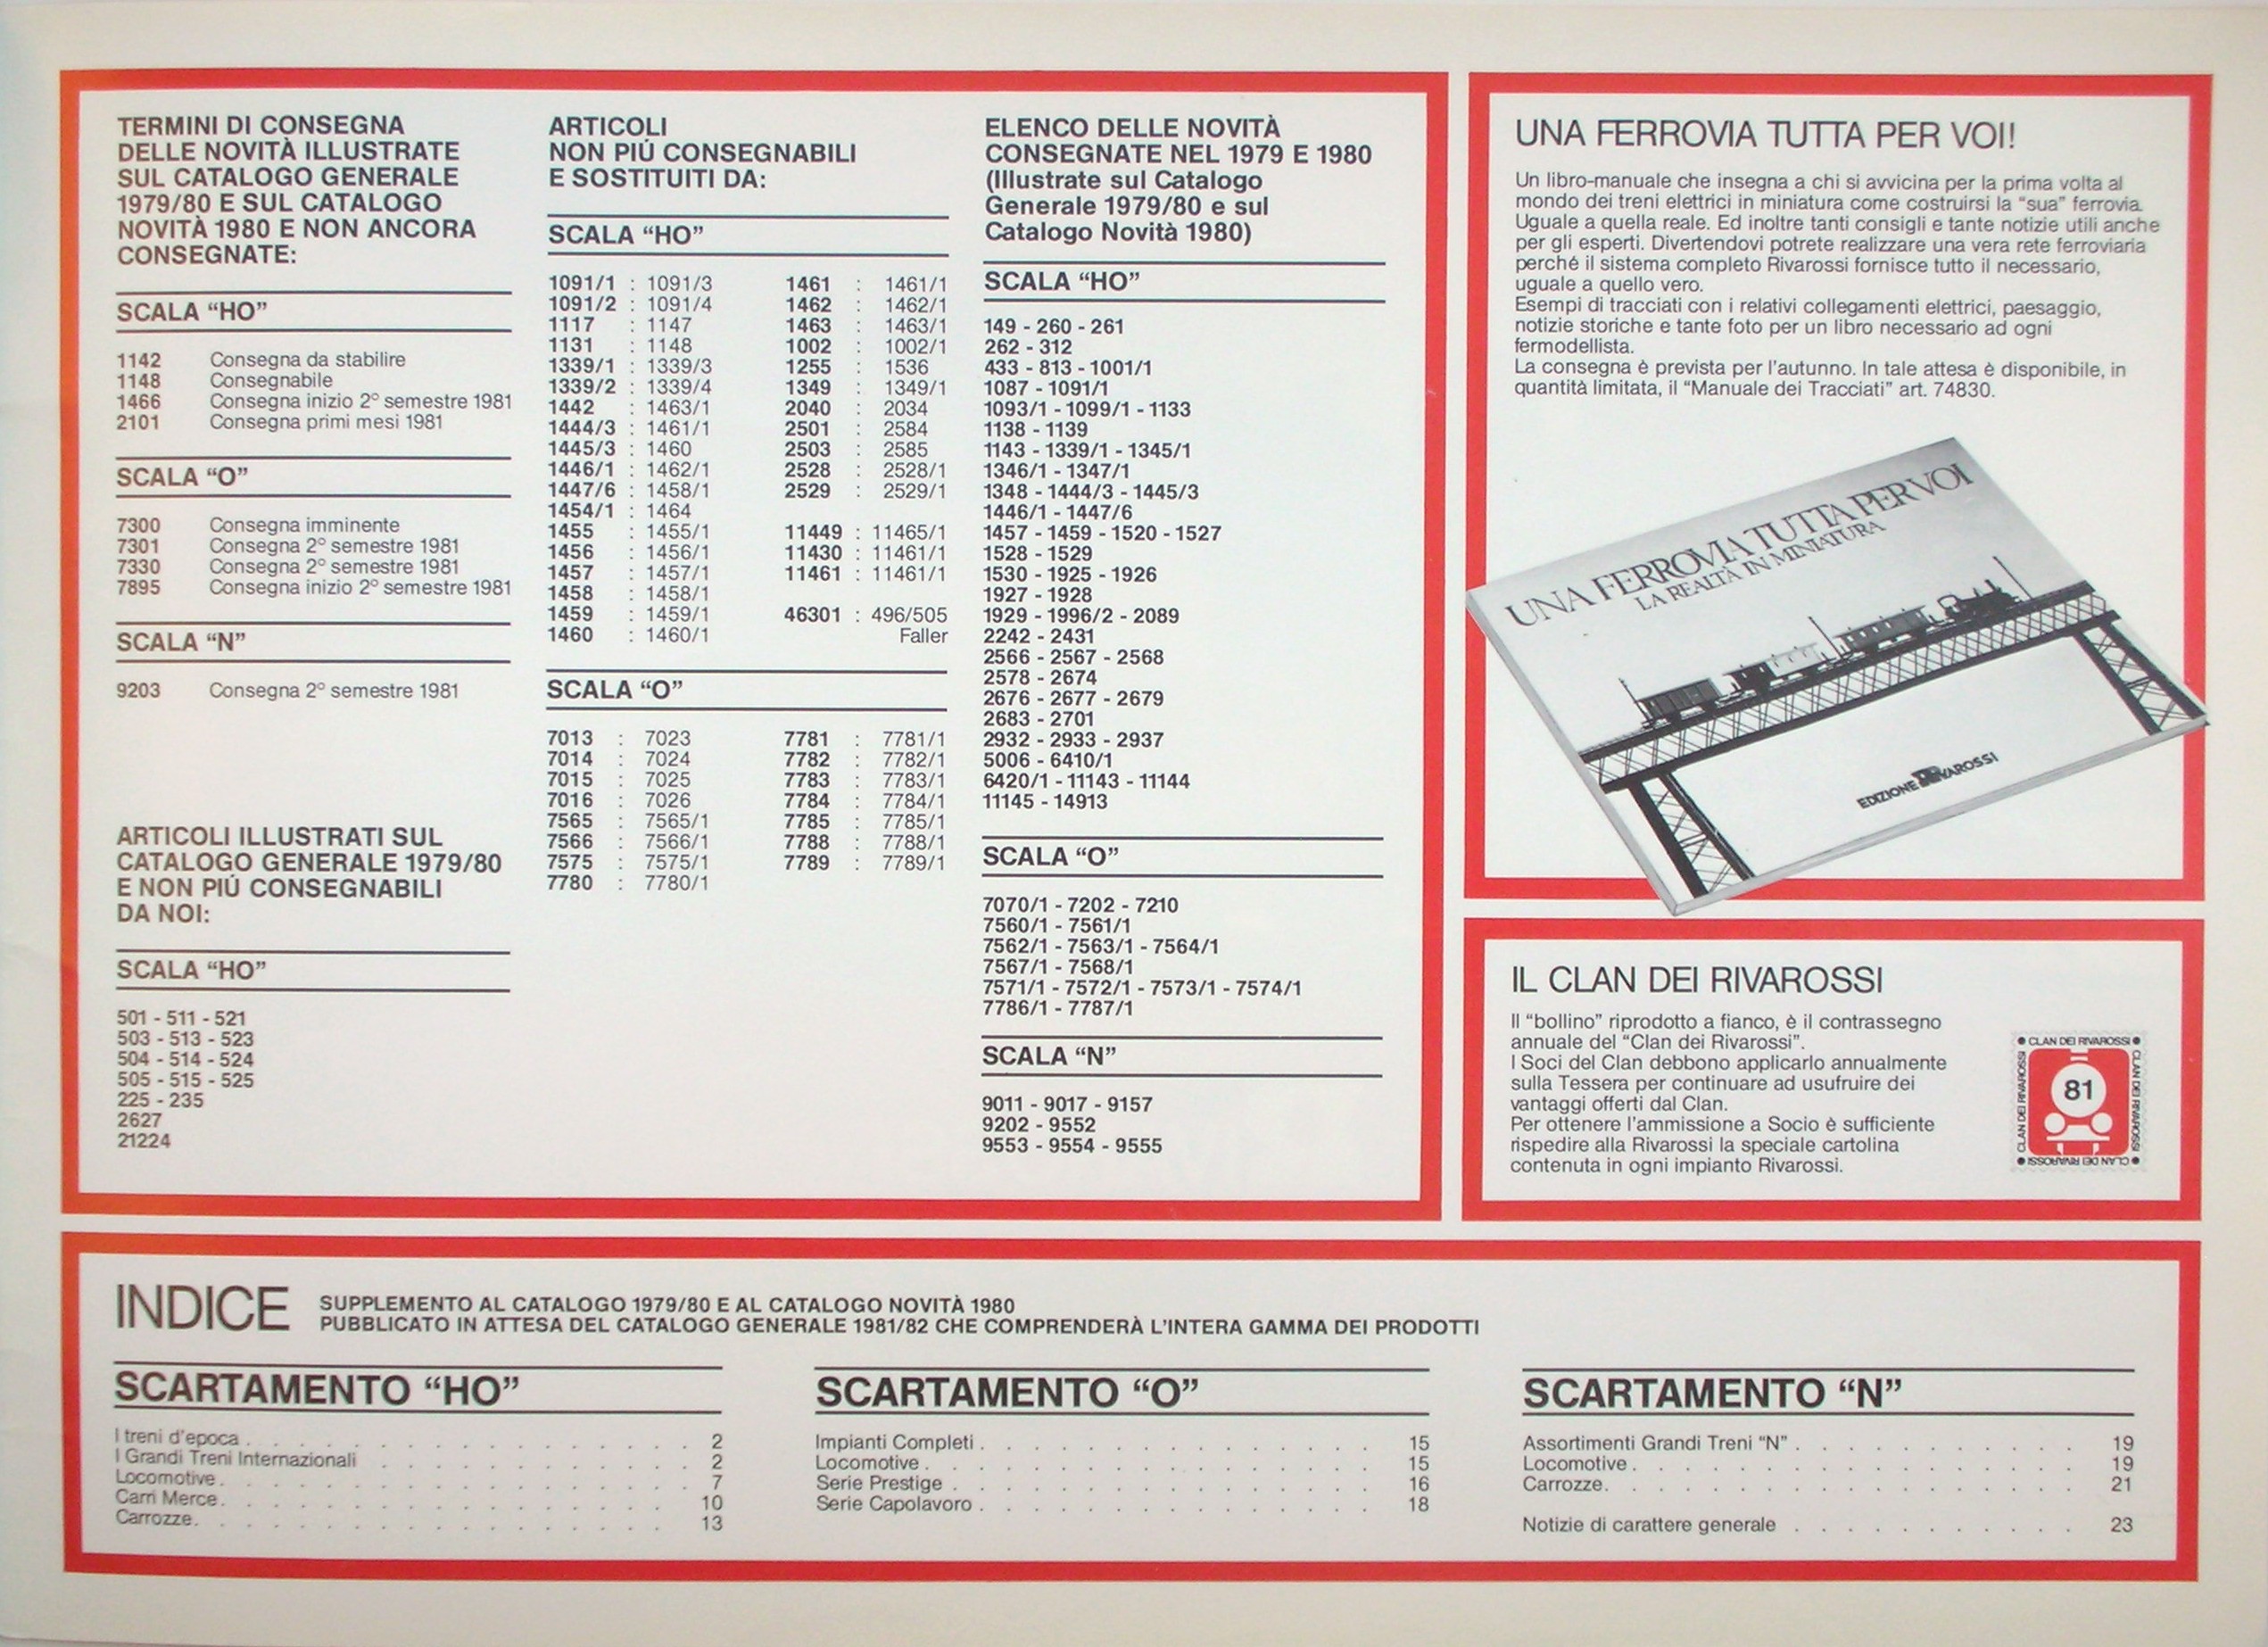 TERMINI DI CONSEGNA
DELLE NOVITÀ ILLUSTRATE
SUL CATALOGO GENERALE
1979/80 E SUL CATALOGO
NOVITÀ 1980 E NON ANCORA
CONSEGNATE:
SCALA “HO”
1142 Consegna da stabilire
1148 Consegnabile
1466 Consegna inizio 2° semestre 1981
2101 Consegna primi mesi 1981
SCALA “O”
7300 Consegna imminente
7301 Consegna 2° semestre 1981
7330 Consegna 2° semestre 1981
7895 Consegna inizio 2° semestre 1981
SCALA “N”
9203 Consegna 2° semestre 1981
ARTICOLI ILLUSTRATI SUL
CATALOGO GENERALE 1979/80
E NON PIÚ CONSEGNABILI
DA NOI:
SCALA “HO”
501 - 511 - 521
503 - 513 - 523
504 - 514 - 524
505 - 515 - 525
225 - 235
2627
21224
ARTICOLI
NON PIÚ CONSEGNABILI
E SOSTITUITI DA:
SCALA “HO”
1091/1 : 1091/3 1461 : 1461/1
1091/2 : 1091/4 1462 : 1462/1
1117 : 1147 1463 : 1463/1
1131 : 1148 1002 : 1002/1
1339/1 : 1339/3 1255 : 1536
1339/2 : 1339/4 1349 : 1349/1
1442 : 1463/1 2040 : 2034
1444/3 : 1461/1 2501 : 2584
1445/3 : 1460 2503 : 2585
1446/1 : 1462/1 2528 : 2528/1
1447/6 : 1458/1 2529 : 2529/1
1454/1 : 1464
1455 : 1455/1 11449 : 11465/1
1456 : 1456/1 11430 : 11461/1
1457 : 1457/1 11461 : 11461/1
1458 : 1458/1
1459 : 1459/1 46301 : 496/505
1460 : 1460/1 Faller
SCALA “O”
7013 : 7023 7781 : 7781/1
7014 : 7024 7782 : 7782/1
7015 : 7025 7783 : 7783/1
7016 : 7026 7784 : 7784/1
7565 : 7565/1 7785 : 7785/1
7566 : 7566/1 7788 : 7788/1
7575 : 7575/1 7789 : 7789/1
7780 : 7780/1
ELENCO DELLE NOVITÀ
CONSEGNATE NEL 1979 E 1980
(Illustrate sul Catalogo
Generale 1979/80 e sul
Catalogo Novità 1980)
SCALA “HO”
149 - 260 - 261
262 - 312
433 - 813 - 1001/1
1087 - 1091/1
1093/1 - 1099/1 - 1133
1138 - 1139
1143 - 1339/1 - 1345/1
1346/1 - 1347/1
1348 - 1444/3 - 1445/3
1446/1 - 1447/6
1457 - 1459 - 1520 - 1527
1528 - 1529
1530 - 1925 - 1926
1927 - 1928
1929 - 1996/2 - 2089
2242 - 2431
2566 - 2567 - 2568
2578 - 2674
2676 - 2677 - 2679
2683 - 2701
2932 - 2933 - 2937
5006 - 6410/1
6420/1 - 11143 - 11144
11145 - 14913
SCALA “O”
7070/1 - 7202 - 7210
7560/1 - 7561/1
7562/1 - 7563/1 - 7564/1
7567/1 - 7568/1
7571/1 - 7572/1 - 7573/1 - 7574/1
7786/1 - 7787/1
SCALA “N”
9011 - 9017 - 9157
9202 - 9552
9553 - 9554 - 9555
UNA FERROVIA TUTTA PER VOI!
Un libro-manuale che insegna a chi si avvicina per la prima volta al
mondo dei treni elettrici in miniatura come costruirsi la “sua” ferrovia.
Uguale a quella reale. Ed inoltre tanti consigli e tante notizie utili anche
per gli esperti. Divertendovi potrete realizzare una vera rete ferroviaria
perché il sistema completo Rivarossi fornisce tutto il necessario,
uguale a quello vero.
Esempi di tracciati con i relativi collegamenti elettrici, paesaggio,
notizie storiche e tante foto per un libro necessario ad ogni
fermodellista.
La consegna è prevista per l’autunno. In tale attesa è disponibile, in
quantità limitata, il “Manuale dei Tracciati” art. 74830.
UNA FERROVIA TUTTA PER VOI
LA REALTÀ IN MINIATURA
EDIZIONE RIVAROSSI
IL CLAN DEI RIVAROSSI
Il “bollino” riprodotto a fianco, è il contrassegno
annuale del “Clan dei Rivarossi”.
I Soci del Clan debbono applicarlo annualmente
sulla Tessera per continuare ad usufruire dei
vantaggi offerti dal Clan.
Per ottenere l’ammissione a Socio è sufficiente
rispedire alla Rivarossi la speciale cartolina
contenuta in ogni impianto Rivarossi.
● CLAN DEI RIVAROSSI ●
CLAN DEI RIVAROSSI
81
CLAN DEI RIVAROSSI
● CLAN DEI RIVAROSSI ●
INDICE
SUPPLEMENTO AL CATALOGO 1979/80 E AL CATALOGO NOVITÀ 1980
PUBBLICATO IN ATTESA DEL CATALOGO GENERALE 1981/82 CHE COMPRENDERÀ L’INTERA GAMMA DEI PRODOTTI
SCARTAMENTO “HO”
I treni d’epoca . . . . . . . . . . . . . . . . . 2
I Grandi Treni Internazionali . . . . . . . . . . . . . 2
Locomotive . . . . . . . . . . . . . . . . . . 7
Carri Merce . . . . . . . . . . . . . . . . . . 10
Carrozze . . . . . . . . . . . . . . . . . . 13
SCARTAMENTO “O”
Impianti Completi . . . . . . . . . . . . . . . 15
Locomotive . . . . . . . . . . . . . . . . . 15
Serie Prestige . . . . . . . . . . . . . . . . 16
Serie Capolavoro . . . . . . . . . . . . . . . 18
SCARTAMENTO “N”
Assortimenti Grandi Treni “N” . . . . . . . . . . . 19
Locomotive . . . . . . . . . . . . . . . . . 19
Carrozze . . . . . . . . . . . . . . . . . . 21
Notizie di carattere generale . . . . . . . . . . . 23